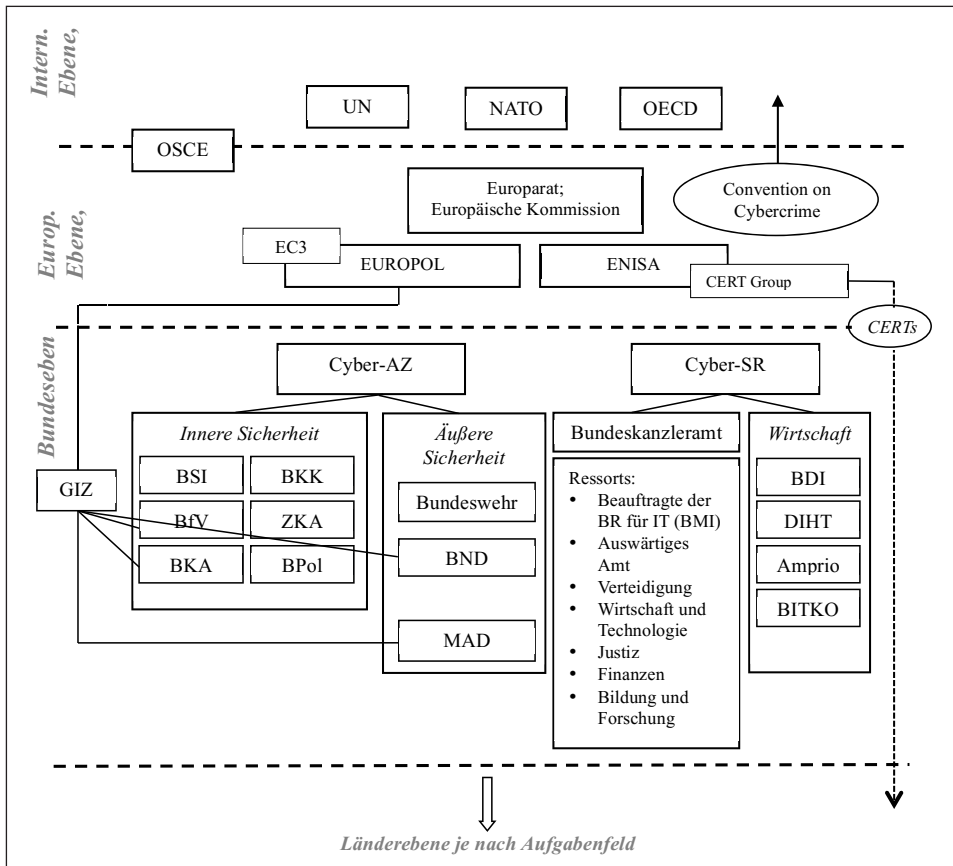 Intern.
Ebene,
UN
NATO
OECD
OSCE
Europ.
Ebene,
Europarat;
Europäische Kommission
Convention on
Cybercrime
EC3
EUROPOL
ENISA
CERT Group
CERTs
Bundeseben
Cyber-AZ
Cyber-SR
Innere Sicherheit
BSI
BKK
BfV
ZKA
BKA
BPol
GIZ
Äußere
Sicherheit
Bundeswehr
BND
MAD
Bundeskanzleramt
Ressorts:
• Beauftragte der
BR für IT (BMI)
• Auswärtiges
Amt
• Verteidigung
• Wirtschaft und
Technologie
• Justiz
• Finanzen
• Bildung und
Forschung
Wirtschaft
BDI
DIHT
Amprio
BITKO
Länderebene je nach Aufgabenfeld